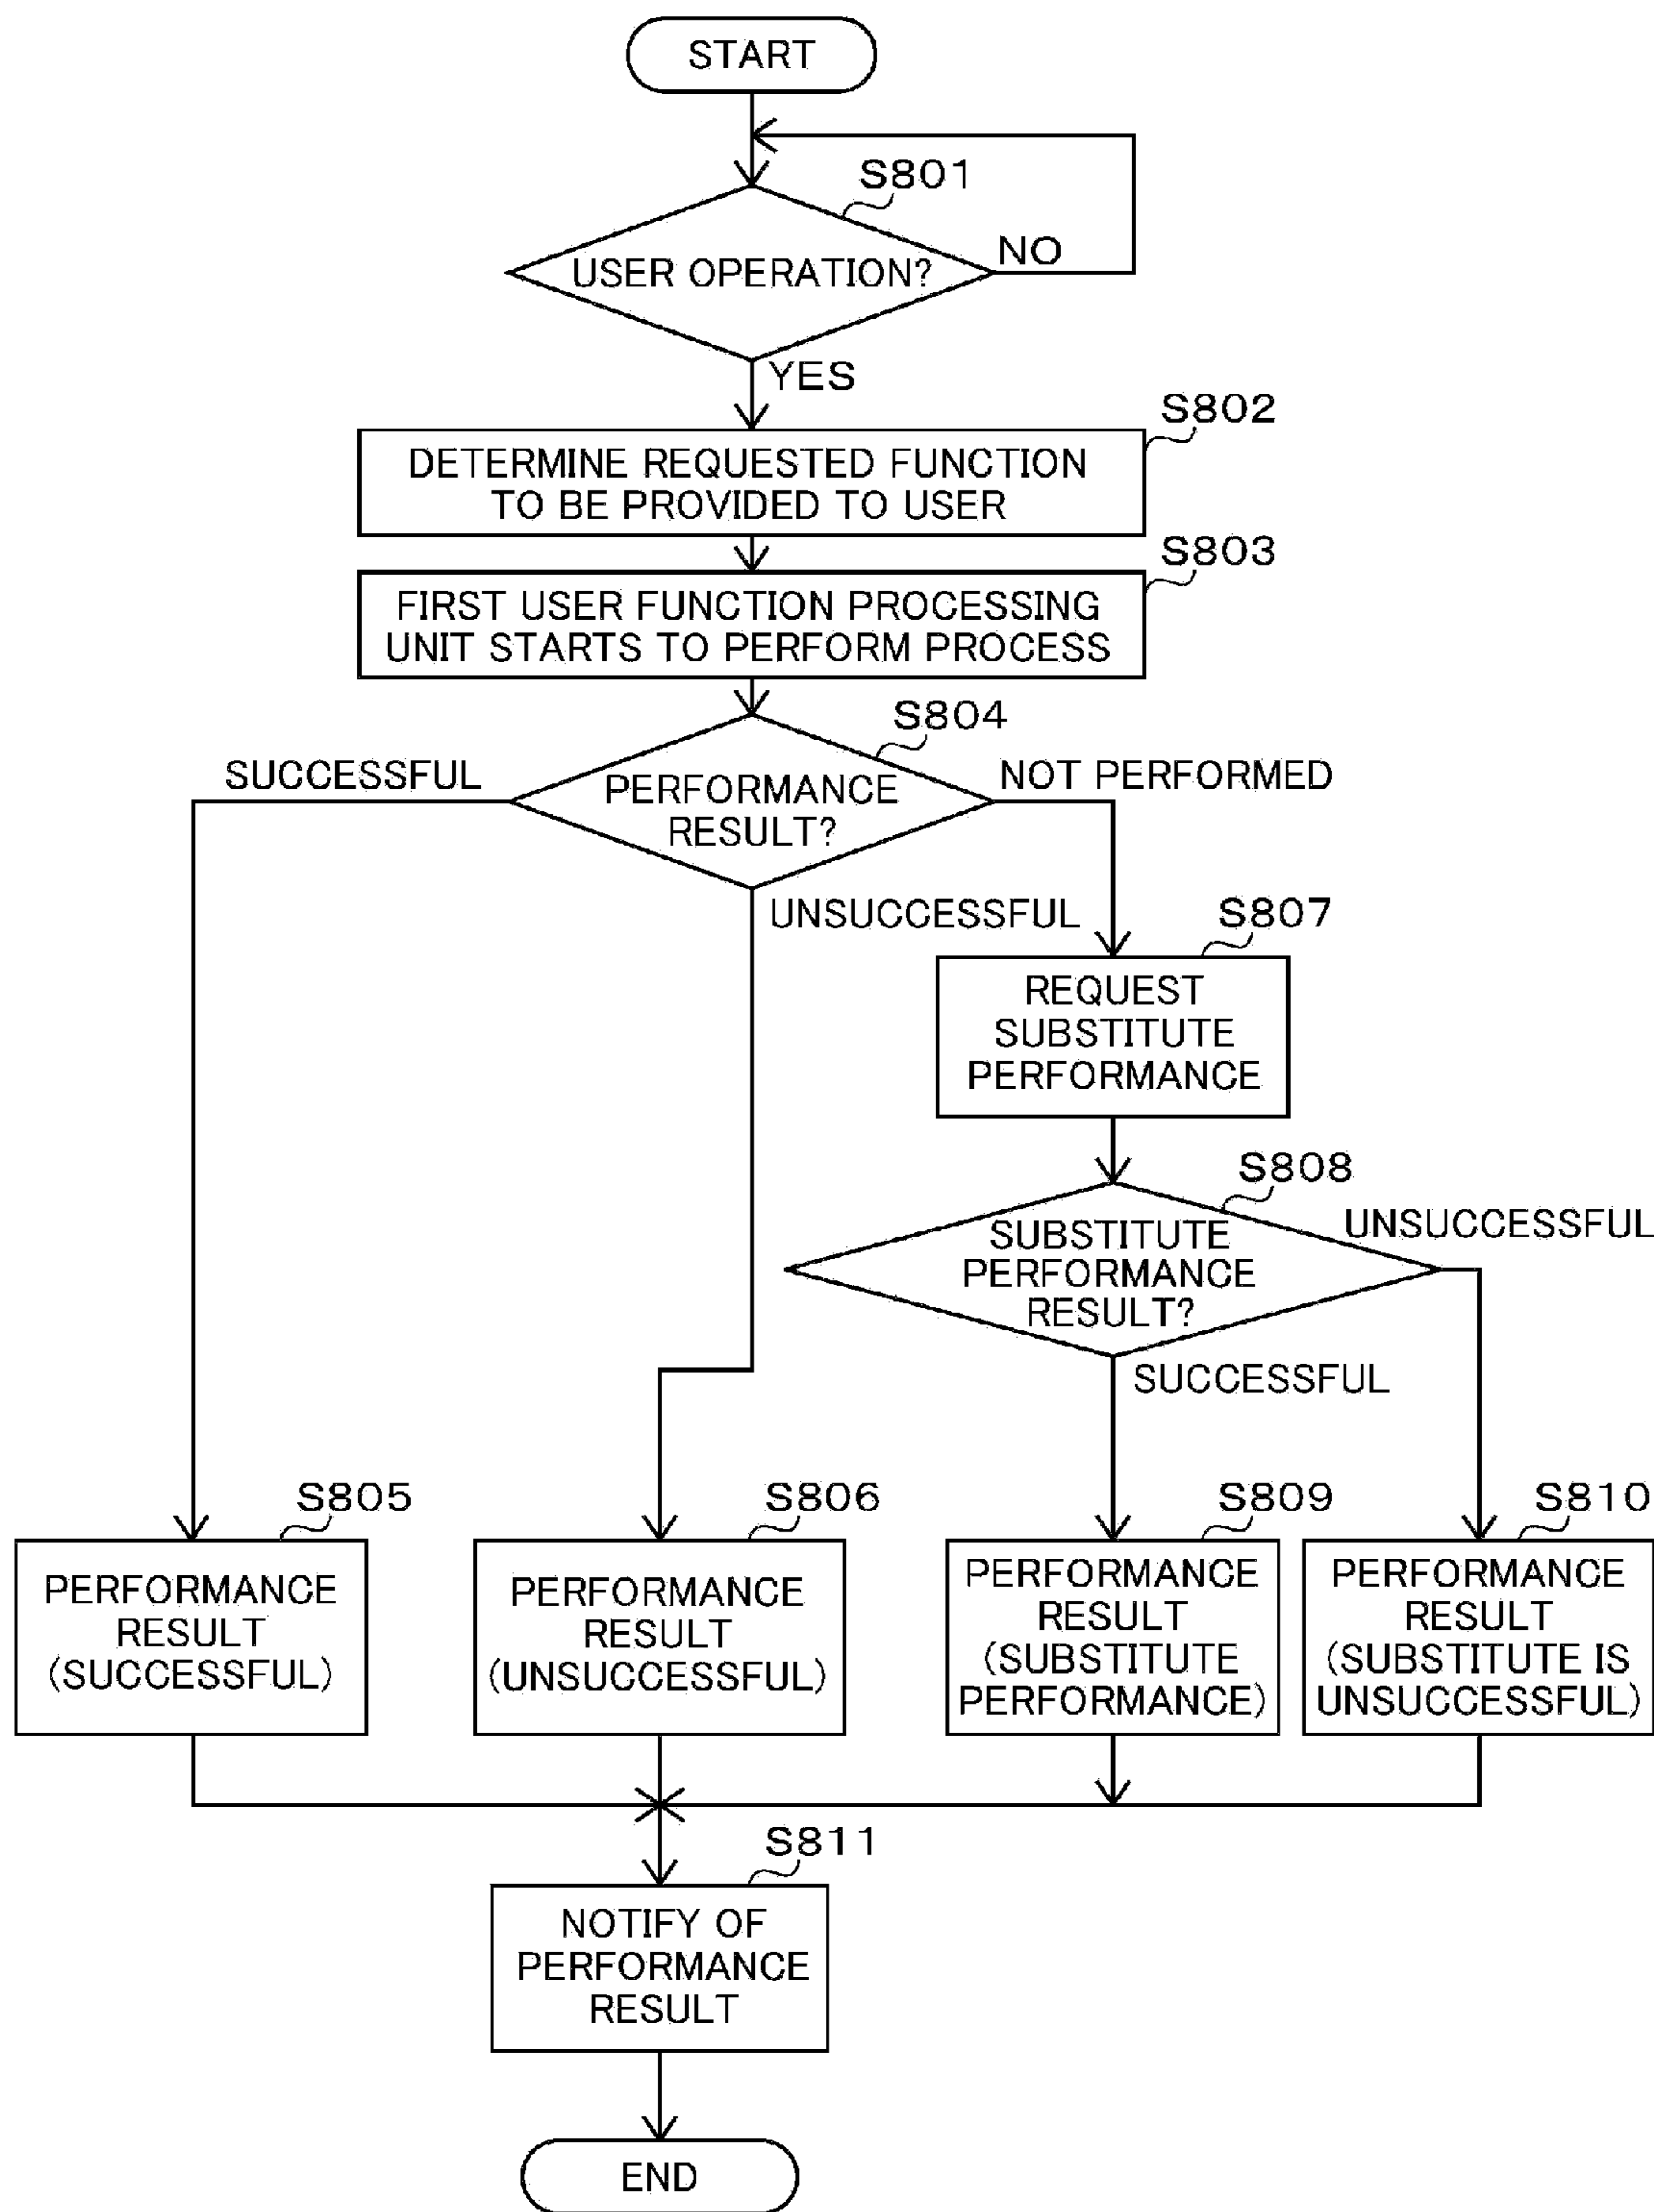 START
S801
USER OPERATION?
NO
YES
S802
DETERMINE REQUESTED FUNCTION
TO BE PROVIDED TO USER
S803
FIRST USER FUNCTION PROCESSING
UNIT STARTS TO PERFORM PROCESS
S804
SUCCESSFUL
PERFORMANCE
RESULT?
NOT PERFORMED
UNSUCCESSFUL
S807
REQUEST
SUBSTITUTE
PERFORMANCE
S808
SUBSTITUTE
PERFORMANCE
RESULT?
UNSUCCESSFUL
SUCCESSFUL
S805
PERFORMANCE
RESULT
(SUCCESSFUL)
S806
PERFORMANCE
RESULT
(UNSUCCESSFUL)
S809
PERFORMANCE
RESULT
(SUBSTITUTE
PERFORMANCE)
S810
PERFORMANCE
RESULT
(SUBSTITUTE IS
UNSUCCESSFUL)
S811
NOTIFY OF
PERFORMANCE
RESULT
END